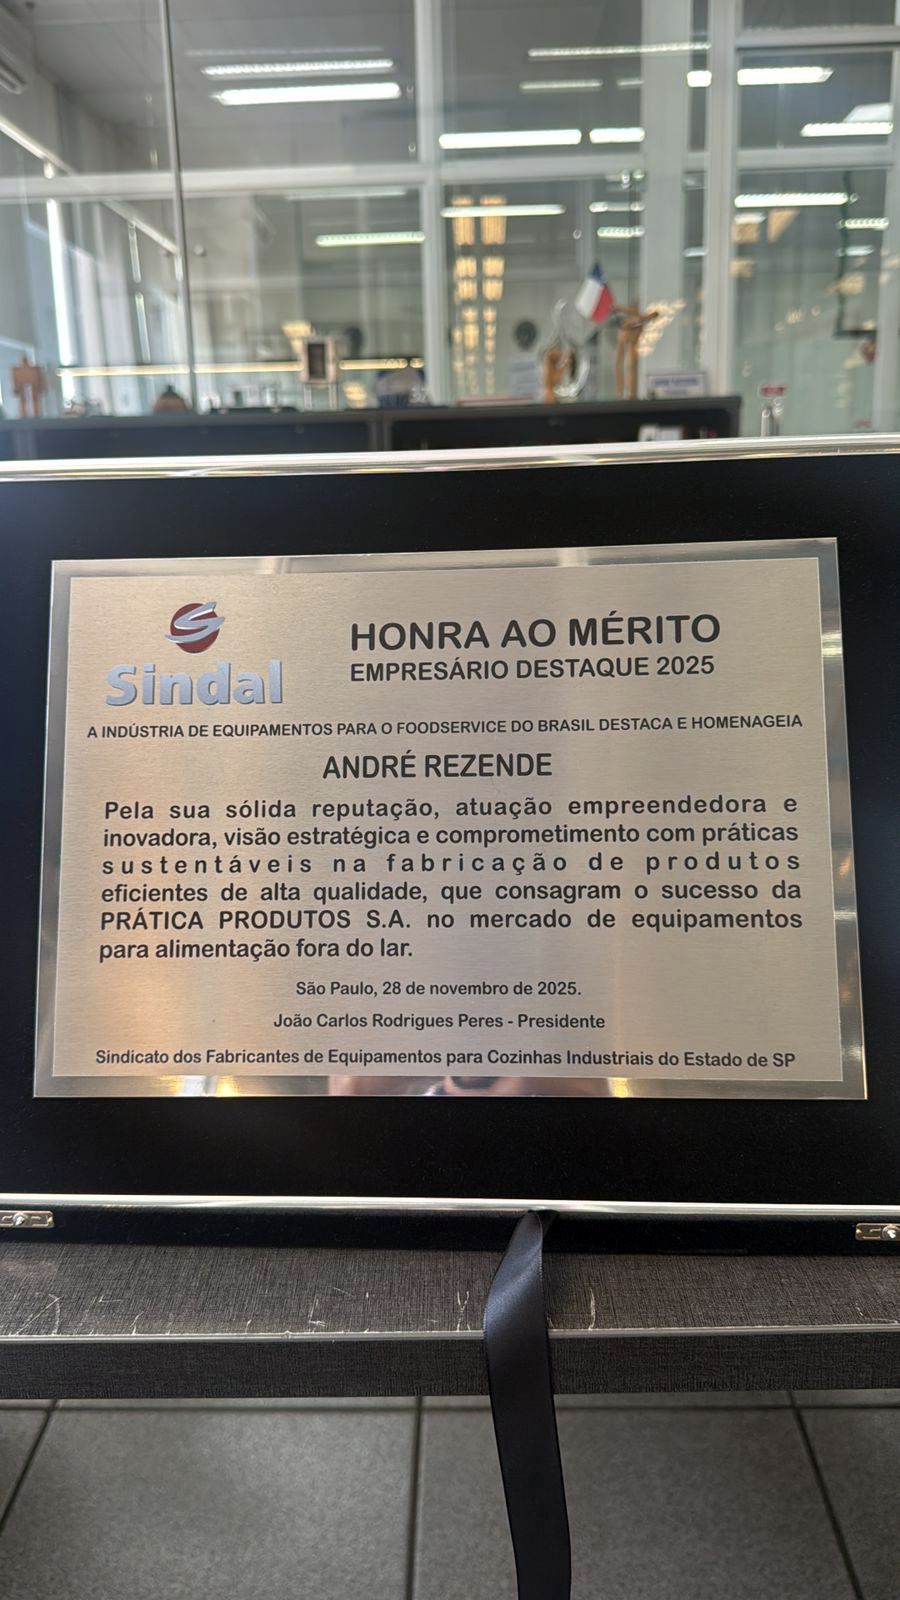 Sindal
HONRA AO MÉRITO
EMPRESÁRIO DESTAQUE 2025
A INDÚSTRIA DE EQUIPAMENTOS PARA O FOODSERVICE DO BRASIL DESTACA E HOMENAGEIA
ANDRÉ REZENDE
Pela sua sólida reputação, atuação empreendedora e
inovadora, visão estratégica e comprometimento com práticas
sustentáveis na fabricação de produtos
eficientes de alta qualidade, que consagram o sucesso da
PRÁTICA PRODUTOS S.A. no mercado de equipamentos
para alimentação fora do lar.
São Paulo, 28 de novembro de 2025.
João Carlos Rodrigues Peres - Presidente
Sindicato dos Fabricantes de Equipamentos para Cozinhas Industriais do Estado de SP